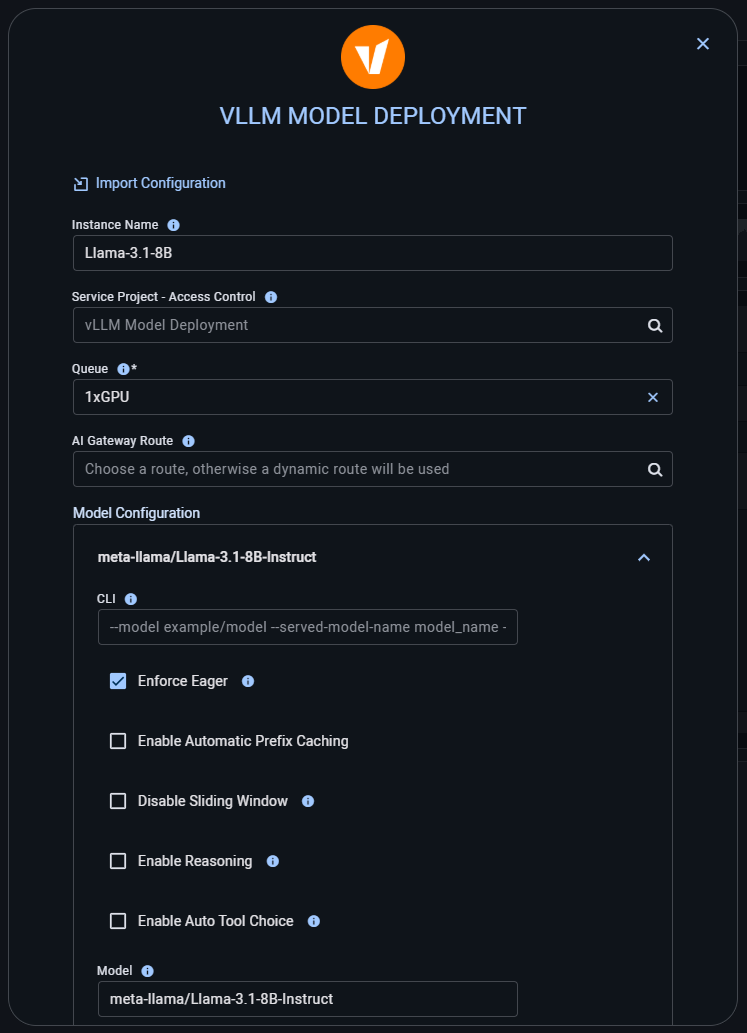 VLLM MODEL DEPLOYMENT
Import Configuration
Instance Name
Llama-3.1-8B
Service Project - Access Control
vLLM Model Deployment
Queue *
1xGPU
AI Gateway Route
Choose a route, otherwise a dynamic route will be used
Model Configuration
meta-llama/Llama-3.1-8B-Instruct
CLI
--model example/model --served-model-name model_name -
Enforce Eager
Enable Automatic Prefix Caching
Disable Sliding Window
Enable Reasoning
Enable Auto Tool Choice
Model
meta-llama/Llama-3.1-8B-Instruct